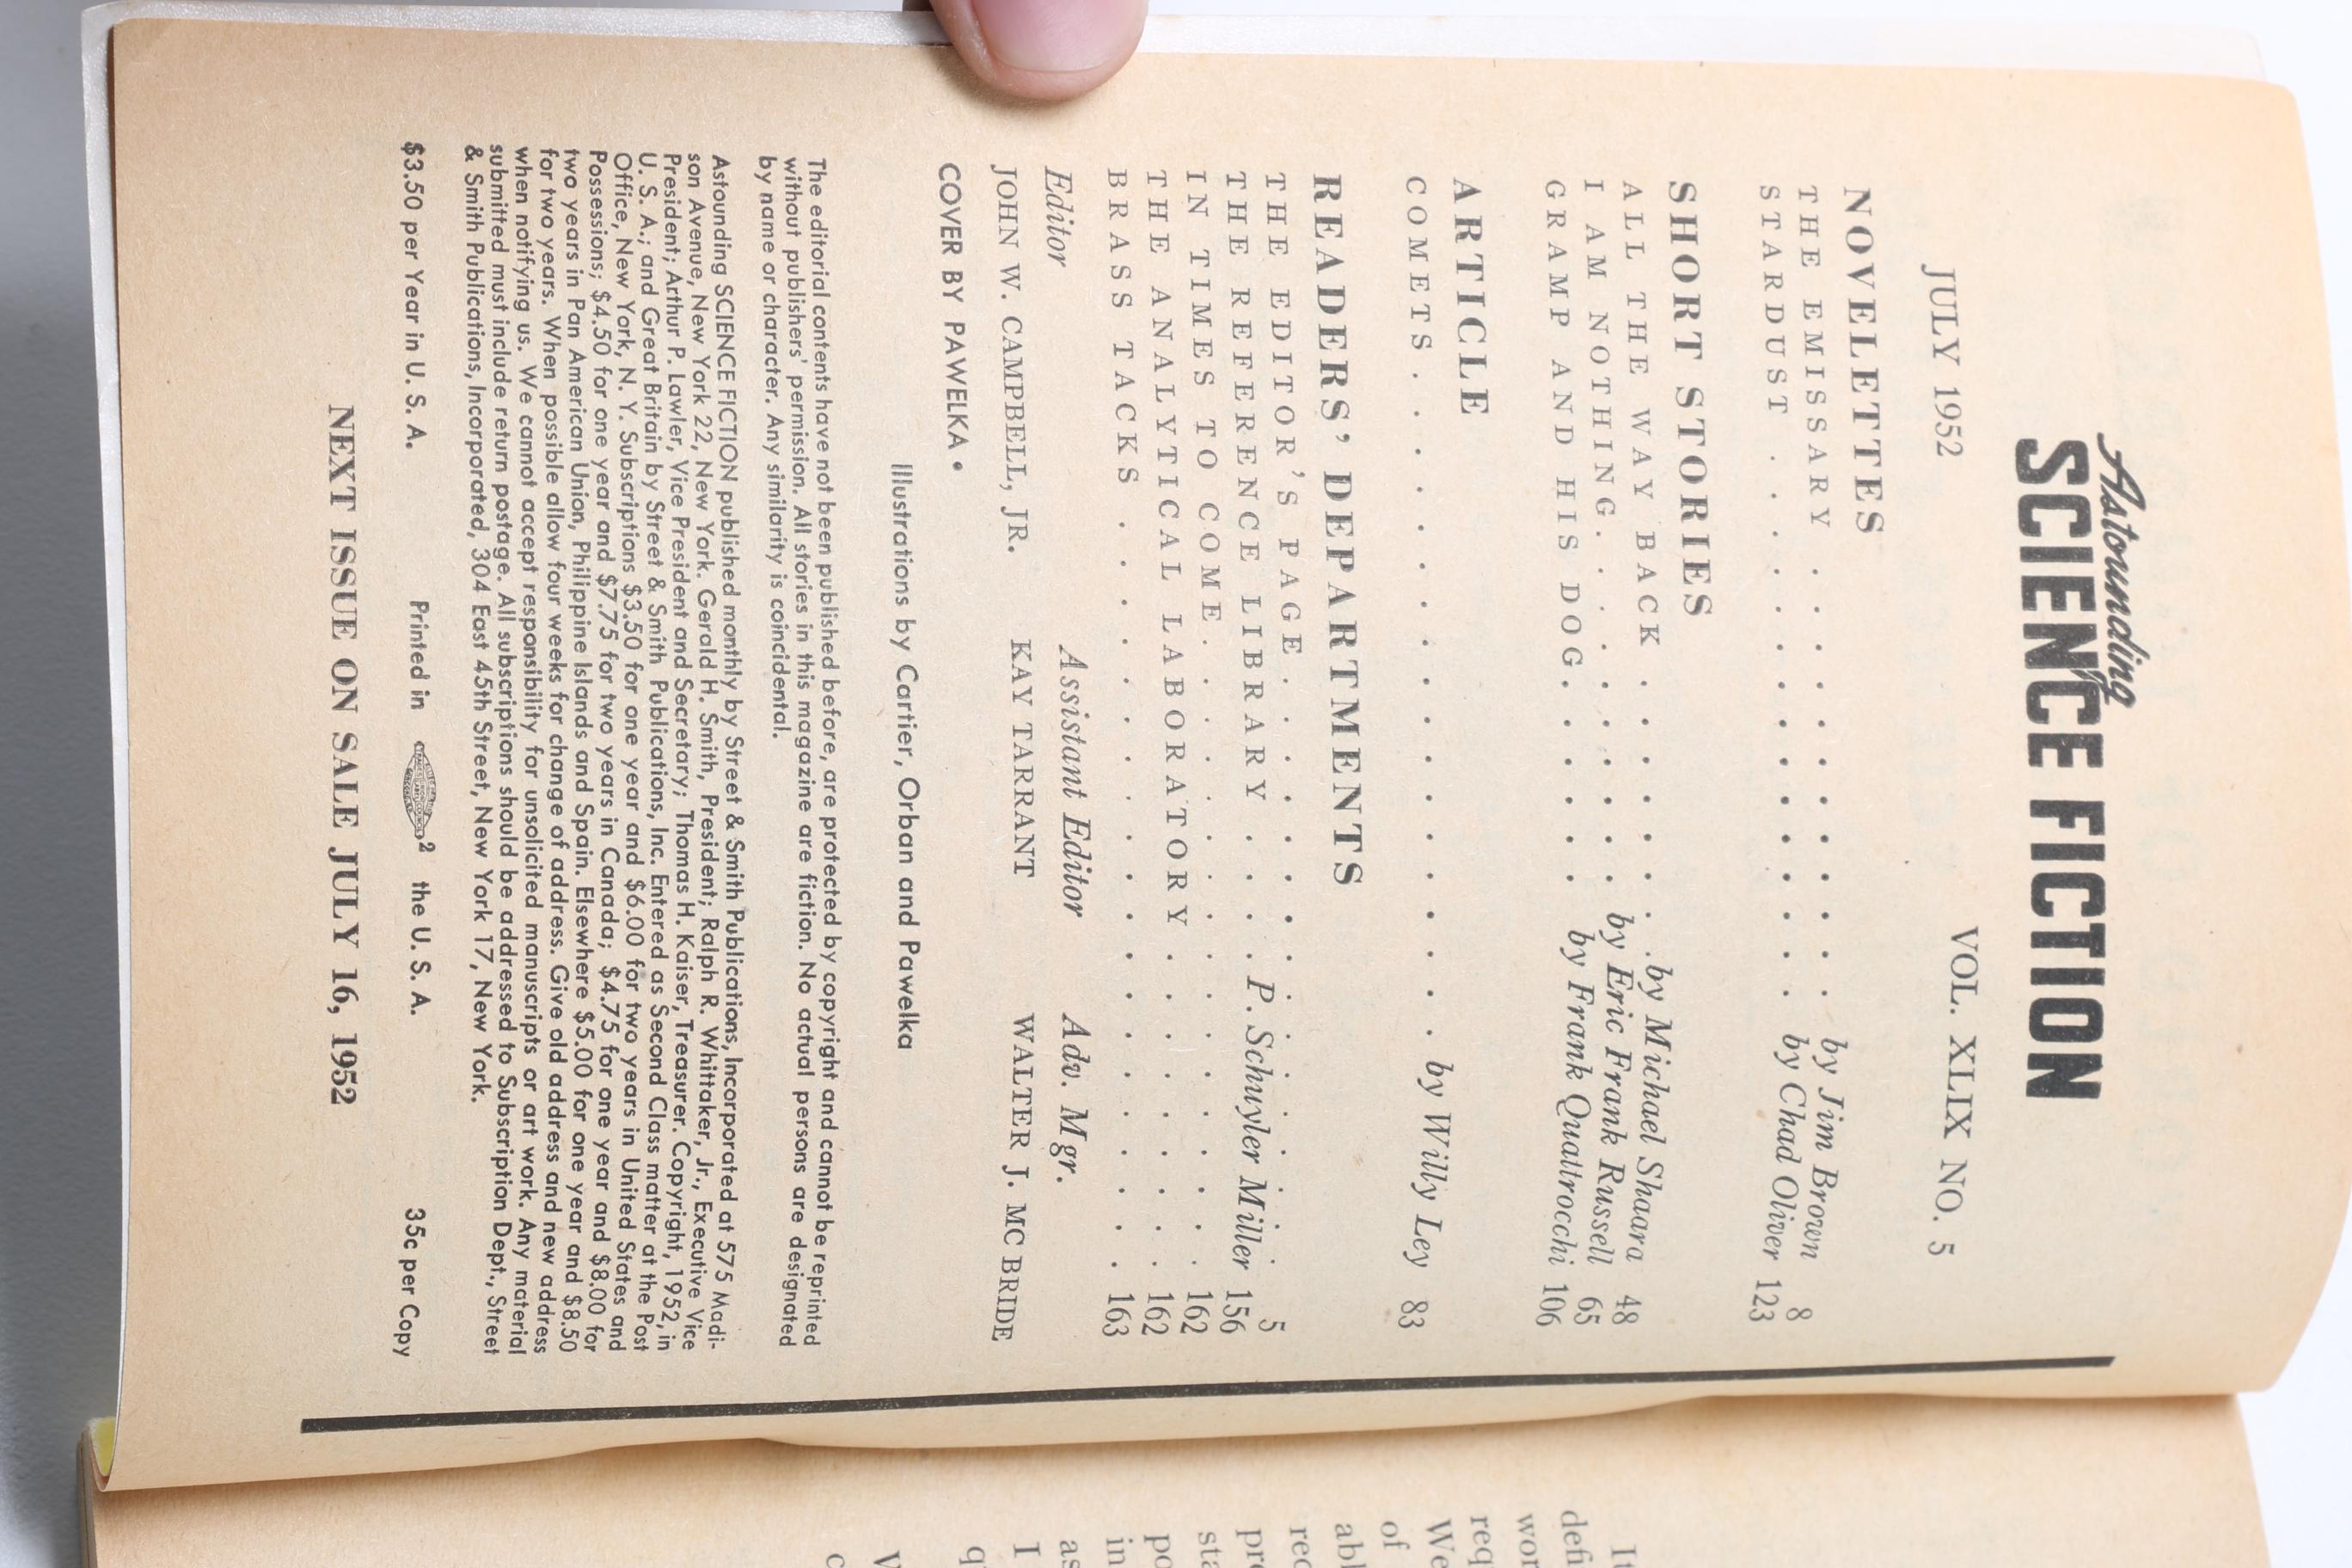 Astounding
SCIENCE FICTION
JULY 1952 VOL. XLIX NO. 5
NOVELETTES
THE EMISSARY . . . . . . . . . . . . by Jim Brown 8
STARDUST . . . . . . . . . . . . . . by Chad Oliver 123
SHORT STORIES
ALL THE WAY BACK . . . . . . . . by Michael Shaara 48
I AM NOTHING . . . . . . . . . . by Eric Frank Russell 65
GRAMP AND HIS DOG . . . . . . by Frank Quattrocchi 106
ARTICLE
COMETS . . . . . . . . . . . . . . . . . . by Willy Ley 83
READERS' DEPARTMENTS
THE EDITOR'S PAGE . . . . . . . . . . . . . . . . . 5
THE REFERENCE LIBRARY . . . . P. Schuyler Miller 156
IN TIMES TO COME . . . . . . . . . . . . . . . . . 162
THE ANALYTICAL LABORATORY . . . . . . . . . . 162
BRASS TACKS . . . . . . . . . . . . . . . . . . . . 163
Editor Assistant Editor Adv. Mgr.
JOHN W. CAMPBELL, JR. KAY TARRANT WALTER J. MC BRIDE
COVER BY PAWELKA •
Illustrations by Cartier, Orban and Pawelka
The editorial contents have not been published before, are protected by copyright and cannot be reprinted
without publishers' permission. All stories in this magazine are fiction. No actual persons are designated
by name or character. Any similarity is coincidental.
Astounding SCIENCE FICTION published monthly by Street & Smith Publications, Incorporated at 575 Madi-
son Avenue, New York 22, New York. Gerald H. Smith, President; Ralph R. Whittaker, Jr., Executive Vice
President; Arthur P. Lawler, Vice President and Secretary; Thomas H. Kaiser, Treasurer. Copyright, 1952, in
U. S. A.; and Great Britain by Street & Smith Publications, Inc. Entered as Second Class matter at the Post
Office, New York, N. Y. Subscriptions $3.50 for one year and $6.00 for two years in United States and
Possessions; $4.50 for one year and $7.75 for two years in Canada; $4.75 for one year and $8.00 for
two years in Pan American Union, Philippine Islands and Spain. Elsewhere $5.00 for one year and $8.50
for two years. When possible allow four weeks for change of address. Give old address and new address
when notifying us. We cannot accept responsibility for unsolicited manuscripts or art work. Any material
submitted must include return postage. All subscriptions should be addressed to Subscription Dept., Street
& Smith Publications, Incorporated, 304 East 45th Street, New York 17, New York.
$3.50 per Year in U. S. A. Printed in 2 the U. S. A. 35c per Copy
NEXT ISSUE ON SALE JULY 16, 1952